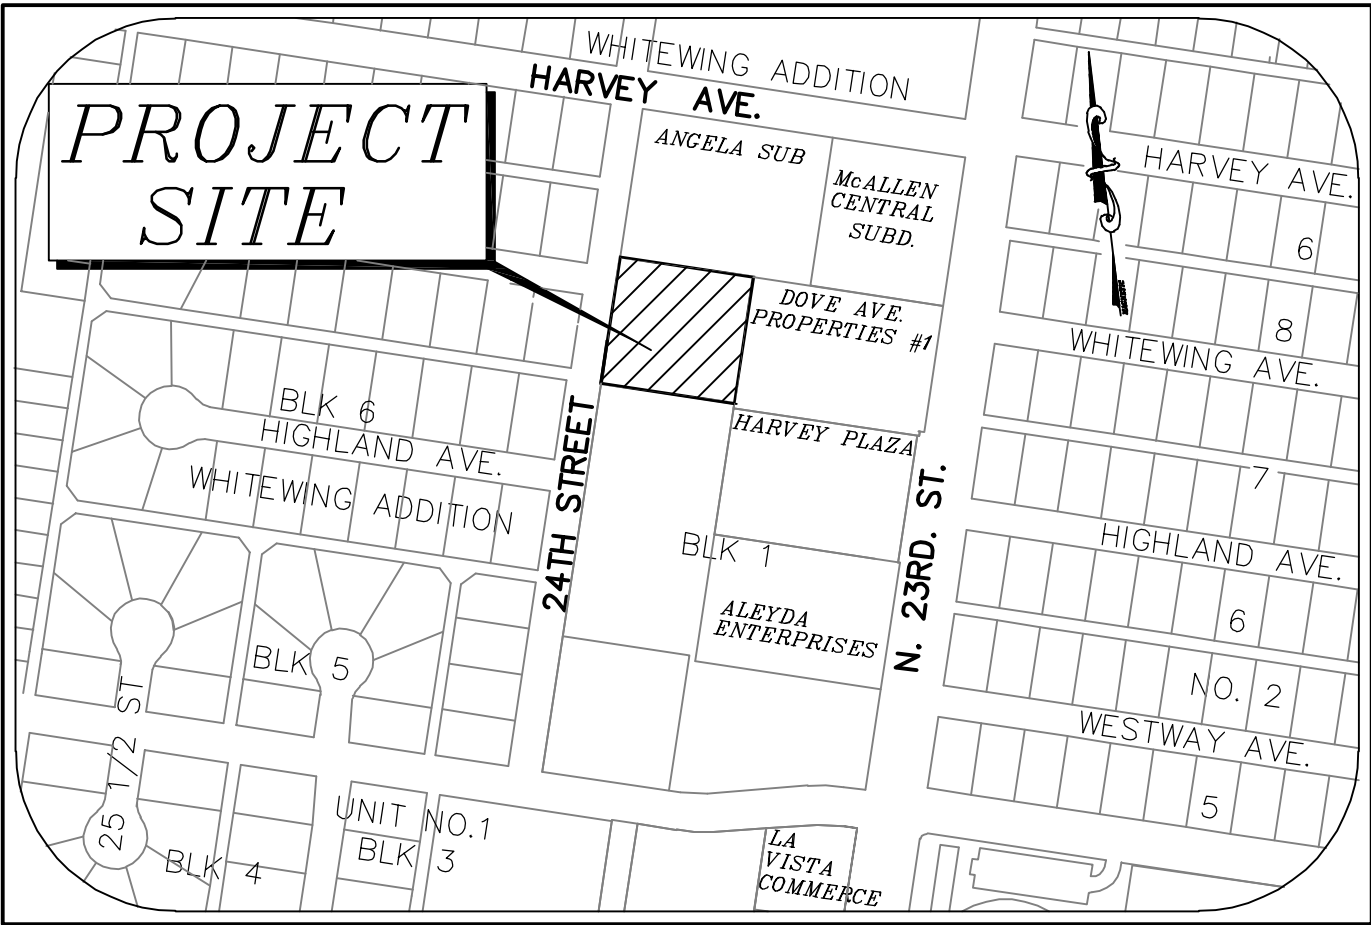 WHITEWING ADDITION
HARVEY AVE.
PROJECT
SITE
ANGELA SUB
McALLEN
CENTRAL
SUBD.
HARVEY AVE.
6
DOVE AVE.
PROPERTIES #1
8
WHITEWING AVE.
BLK 6
HIGHLAND AVE.
WHITEWING ADDITION
24TH STREET
HARVEY PLAZA
N. 23RD. ST.
7
BLK 1
HIGHLAND AVE.
ALEYDA
ENTERPRISES
6
BLK 5
NO. 2
25 1/2 ST
WESTWAY AVE.
5
UNIT NO.1
BLK 3
BLK 4
LA
VISTA
COMMERCE